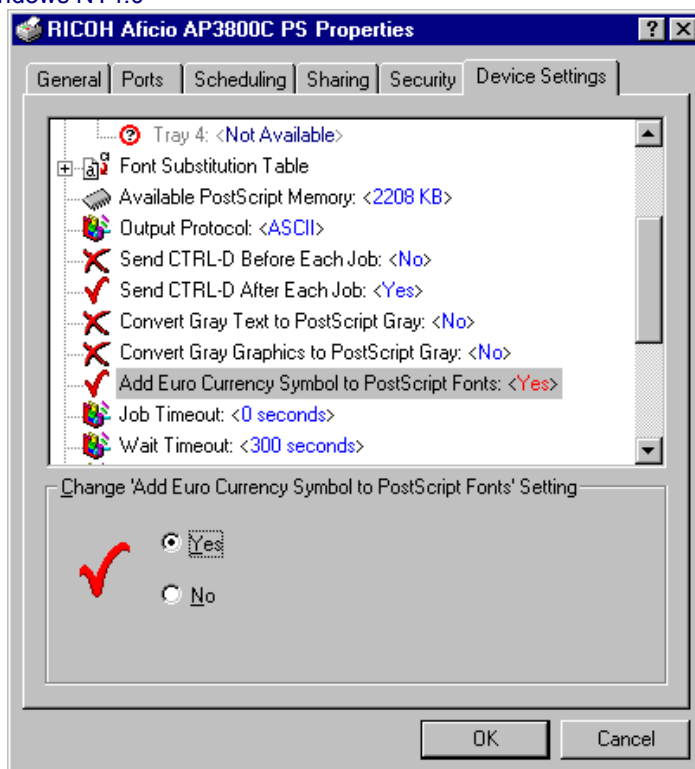 ndows NT4.0
RICOH Aficio AP3800C PS Properties
General Ports Scheduling Sharing Security Device Settings
Tray 4: <Not Available>
Font Substitution Table
Available PostScript Memory: <2208 KB>
Output Protocol: <ASCII>
Send CTRL-D Before Each Job: <No>
Send CTRL-D After Each Job: <Yes>
Convert Gray Text to PostScript Gray: <No>
Convert Gray Graphics to PostScript Gray: <No>
Add Euro Currency Symbol to PostScript Fonts: <Yes>
Job Timeout: <0 seconds>
Wait Timeout: <300 seconds>
Change 'Add Euro Currency Symbol to PostScript Fonts' Setting
Yes
No
OK Cancel